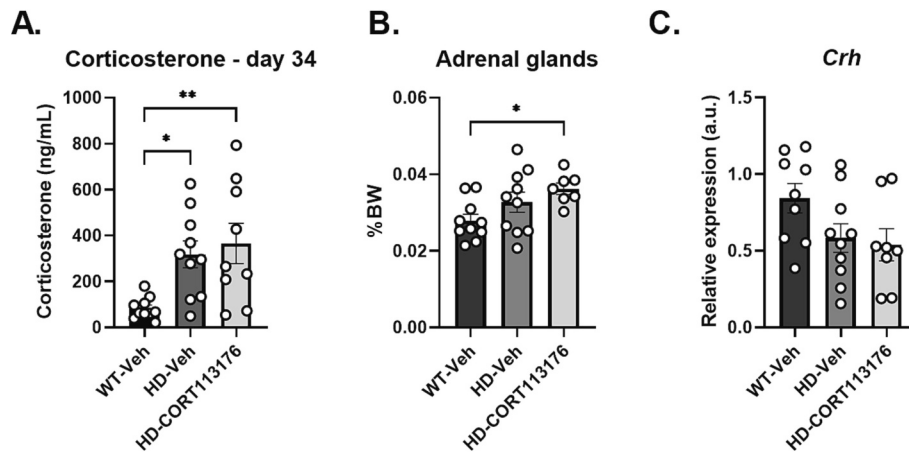 A.
Corticosterone - day 34
Corticosterone (ng/mL)
1000
800
600
400
200
0
**
*
WT-Veh
HD-Veh
HD-CORT113176
B.
Adrenal glands
%BW
0.06
0.04
0.02
0.00
*
WT-Veh
HD-Veh
HD-CORT113176
C.
Crh
Relative expression (a.u.)
1.5
1.0
0.5
0.0
WT-Veh
HD-Veh
HD-CORT113176